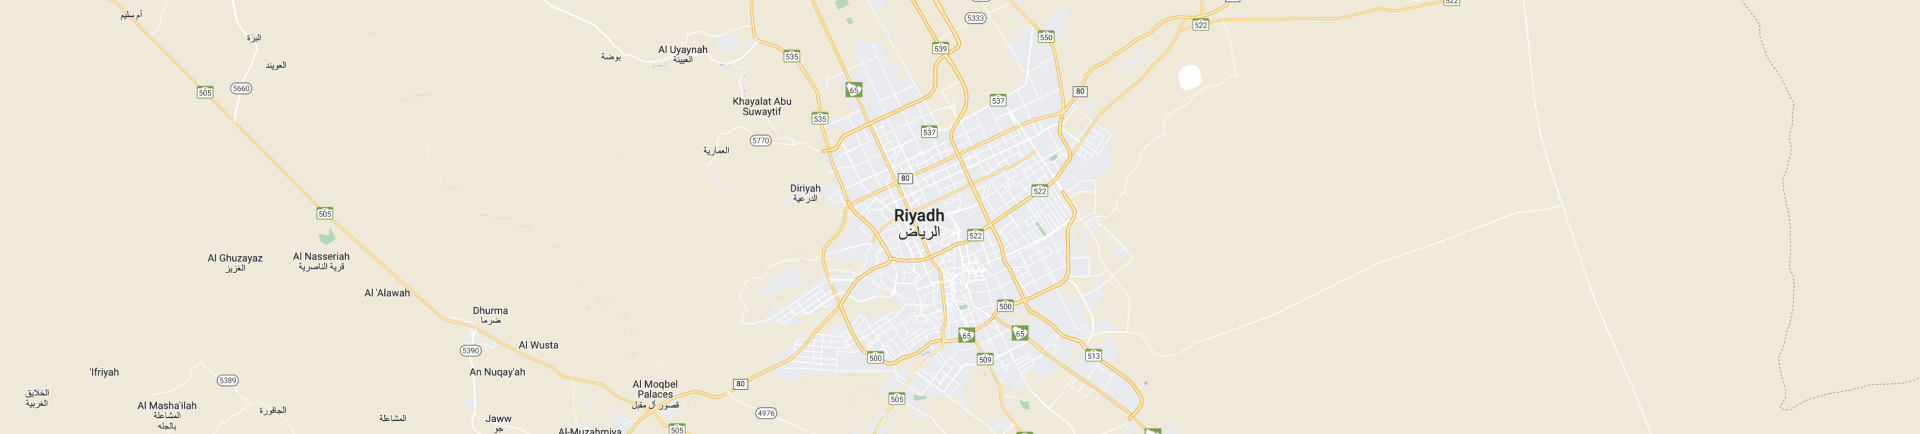 أم سليم
5333
522
522
البزة
539
550
Al Uyaynah
العيينة
بوضة
535
العويند
505
5660
65
80
537
Khayalat Abu
Suwaytif
535
537
5770
العمارية
80
Diriyah
الدرعية
522
505
Riyadh
الرياض
522
Al Ghuzayaz
الغزيز
Al Nasseriah
قرية الناصرية
Al 'Alawah
500
Dhurma
ضرما
65
65
Al Wusta
5390
500
509
513
'Ifriyah
An Nuqay'ah
5389
80
Al Moqbel
Palaces
قصور آل مقبل
الخلايق
الغربية
505
Al Masha'ilah
المشاعلة
بالجله
الجافورة
4976
المشاعلة
Jaww
جو
505
Al-Muzahmiya